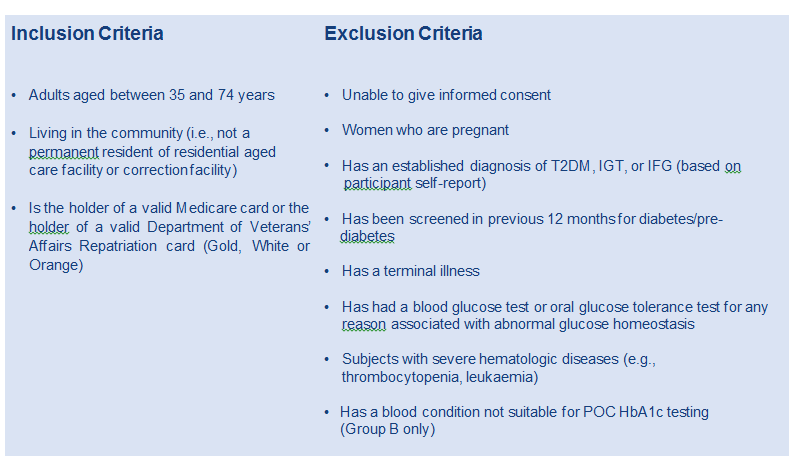 Inclusion Criteria
• Adults aged between 35 and 74 years
• Living in the community (i.e., not a
permanent resident of residential aged
care facility or correction facility)
• Is the holder of a valid Medicare card or the
holder of a valid Department of Veterans’
Affairs Repatriation card (Gold, White or
Orange)
Exclusion Criteria
• Unable to give informed consent
• Women who are pregnant
• Has an established diagnosis of T2DM, IGT, or IFG (based on
participant self-report)
• Has been screened in previous 12 months for diabetes/pre-
diabetes
• Has a terminal illness
• Has had a blood glucose test or oral glucose tolerance test for any
reason associated with abnormal glucose homeostasis
• Subjects with severe hematologic diseases (e.g.,
thrombocytopenia, leukaemia)
• Has a blood condition not suitable for POC HbA1c testing
(Group B only)